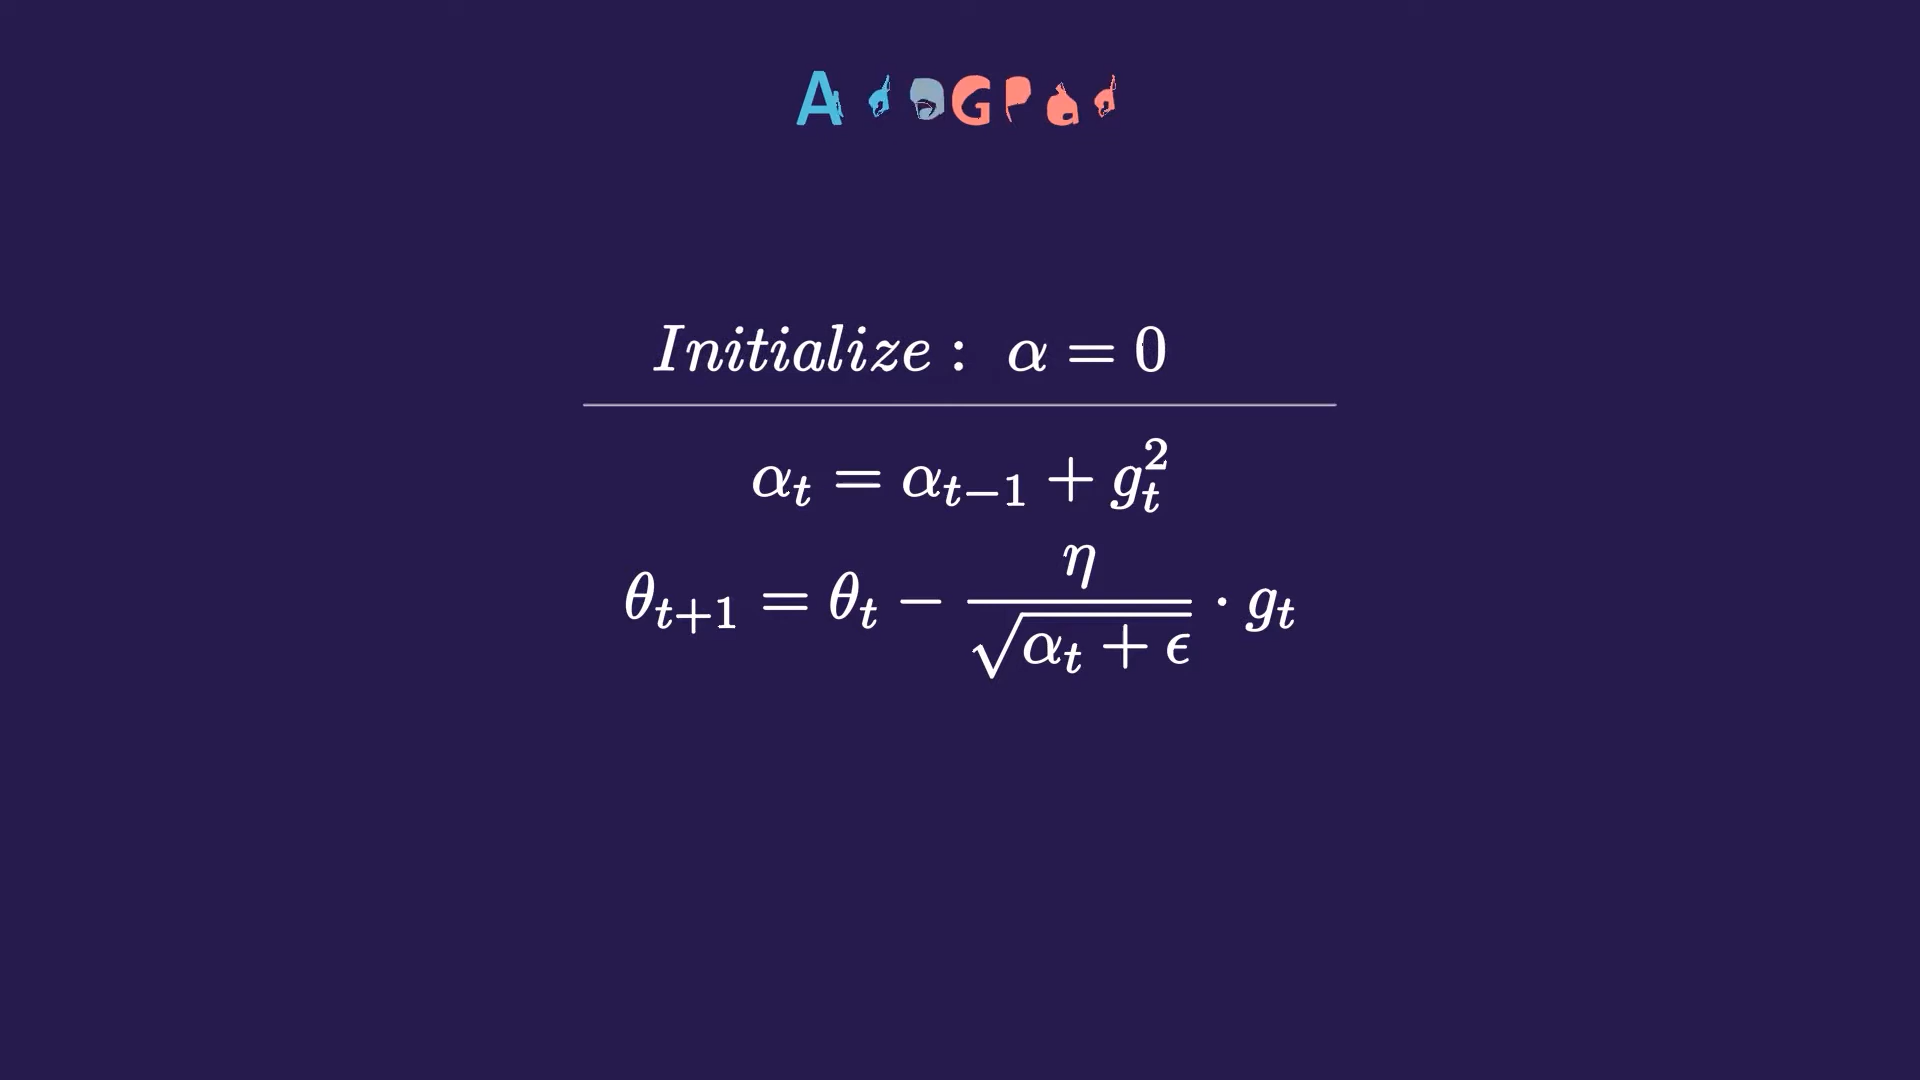 AdaGrad
Initialize : α = 0
α_t = α_{t−1} + g_t^2
θ_{t+1} = θ_t − η / √(α_t + ϵ) · g_t